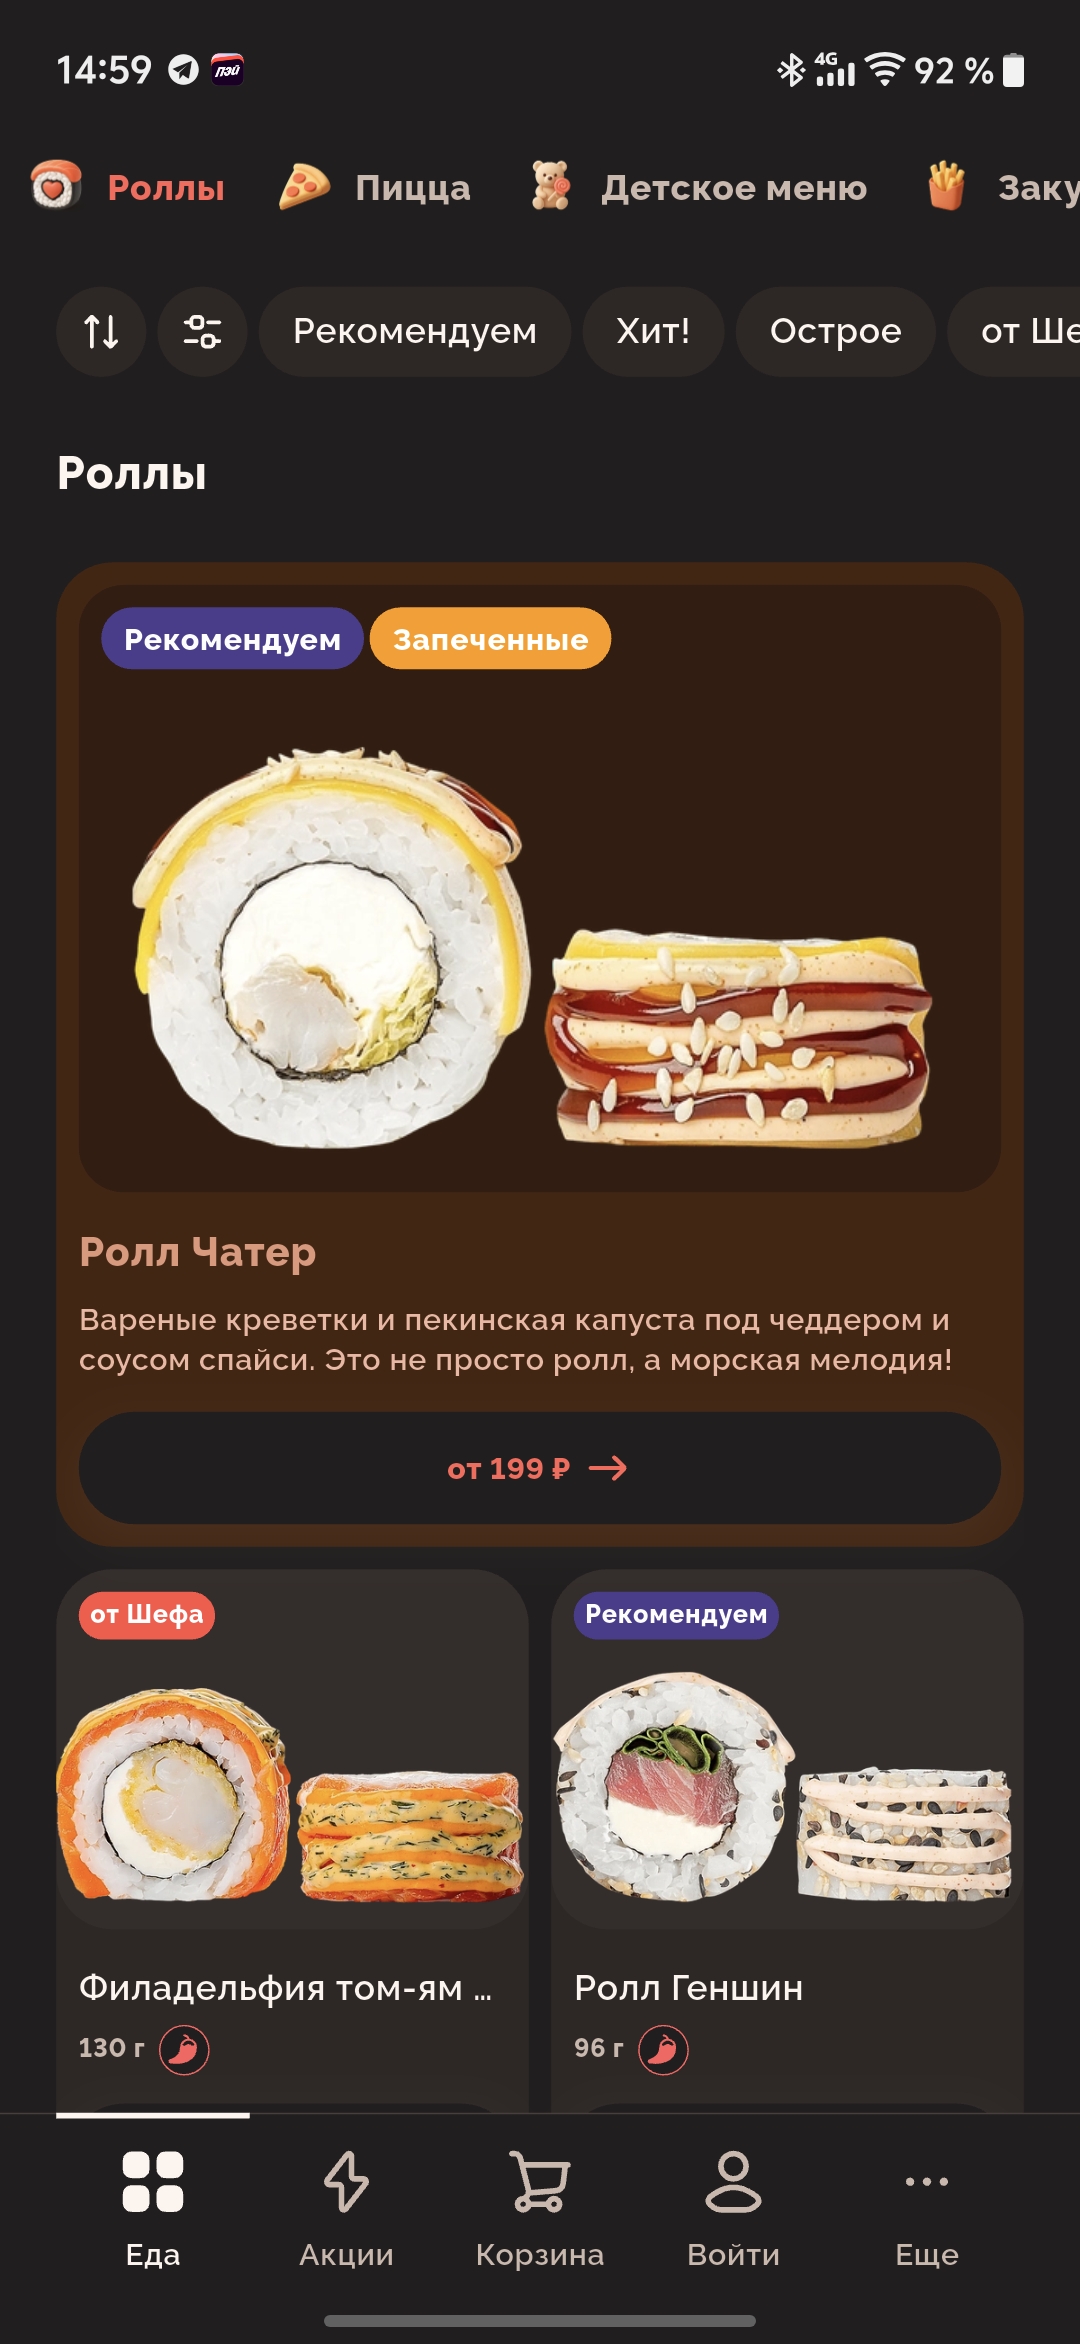 14:59 пэй 4G 92 %
Роллы Пицца Детское меню Заку
Рекомендуем Хит! Острое от Ше
Роллы
Рекомендуем Запеченные
Ролл Чатер
Вареные креветки и пекинская капуста под чеддером и
соусом спайси. Это не просто ролл, а морская мелодия!
от 199 ₽
от Шефа
Рекомендуем
Филадельфия том-ям ...
Ролл Геншин
130 г
96 г
Еда Акции Корзина Войти Еще